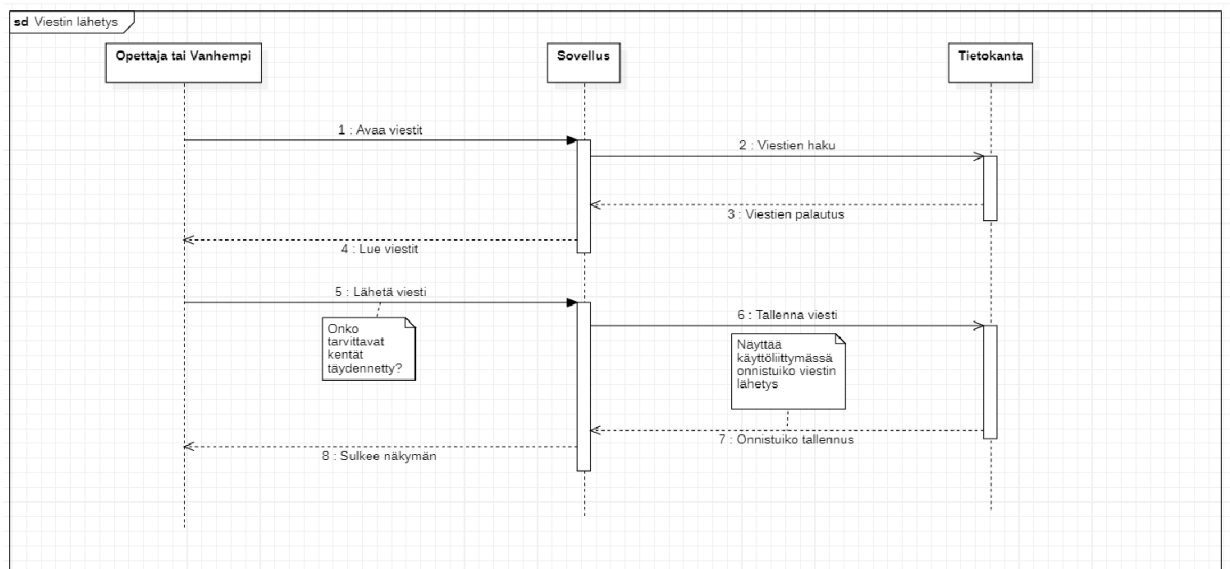 sd Viestin lähetys
Opettaja tai Vanhempi
Sovellus
Tietokanta
1 : Avaa viestit
2 : Viestien haku
3 : Viestien palautus
4 : Lue viestit
5 : Lähetä viesti
6 : Tallenna viesti
Onko
tarvittavat
kentät
täydennetty?
Näyttää
käyttöliittymässä
onnistuiko viestin
lähetys
7 : Onnistuiko tallennus
8 : Sulkee näkymän